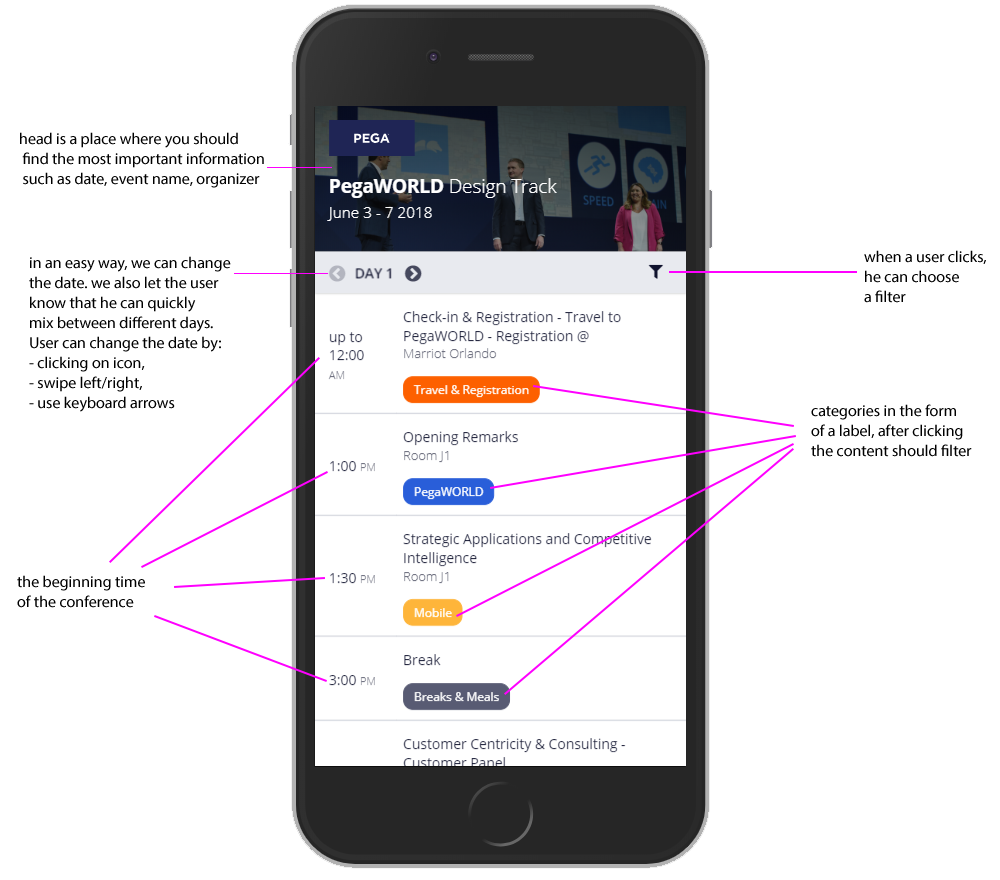 head is a place where you should
find the most important information
such as date, event name, organizer
in an easy way, we can change
the date. we also let the user
know that he can quickly
mix between different days.
User can change the date by:
- clicking on icon,
- swipe left/right,
- use keyboard arrows
the beginning time
of the conference
PEGA
SPEED
PegaWORLD Design Track
June 3 - 7 2018
DAY 1
up to
12:00
AM
Check-in & Registration - Travel to
PegaWORLD - Registration @
Marriot Orlando
Travel & Registration
1:00 PM
Opening Remarks
Room J1
PegaWORLD
1:30 PM
Strategic Applications and Competitive
Intelligence
Room J1
Mobile
3:00 PM
Break
Breaks & Meals
Customer Centricity & Consulting -
Customer Panel
when a user clicks,
he can choose
a filter
categories in the form
of a label, after clicking
the content should filter